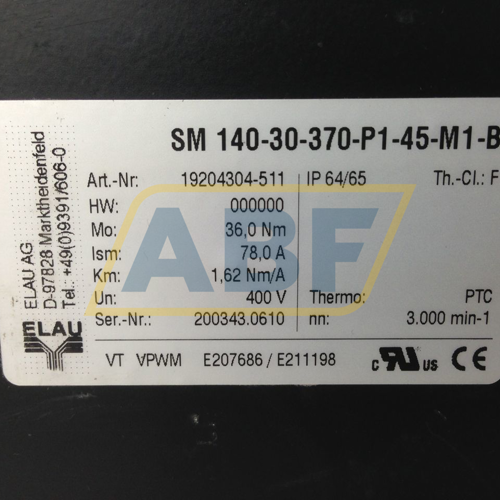 SM 140-30-370-P1-45-M1-B
Art.-Nr: 19204304-511 IP 64/65 Th.-Cl.: F
HW: 000000
Mo: 36,0 Nm
Ism: 78,0 A
Km: 1,62 Nm/A
Un: 400 V Thermo: PTC
Ser.-Nr.: 200343.0610 nn: 3.000 min-1
VT VPWM E207686 / E211198 c RU US CE
ELAU AG
D-97828 Marktheidenfeld
Tel.: +49(0)9391/606-0
ELAU
ABF